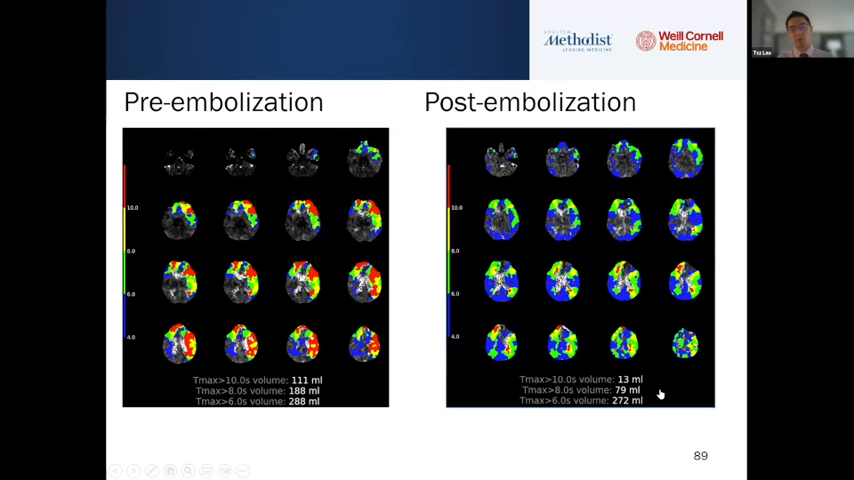 HOUSTON
Methodist
LEADING MEDICINE
Weill Cornell
Medicine
Pre-embolization
Post-embolization
10.0
8.0
6.0
4.0
Tmax>10.0s volume: 111 ml
Tmax>8.0s volume: 188 ml
Tmax>6.0s volume: 288 ml
10.0
8.0
6.0
4.0
Tmax>10.0s volume: 13 ml
Tmax>8.0s volume: 79 ml
Tmax>6.0s volume: 272 ml
89